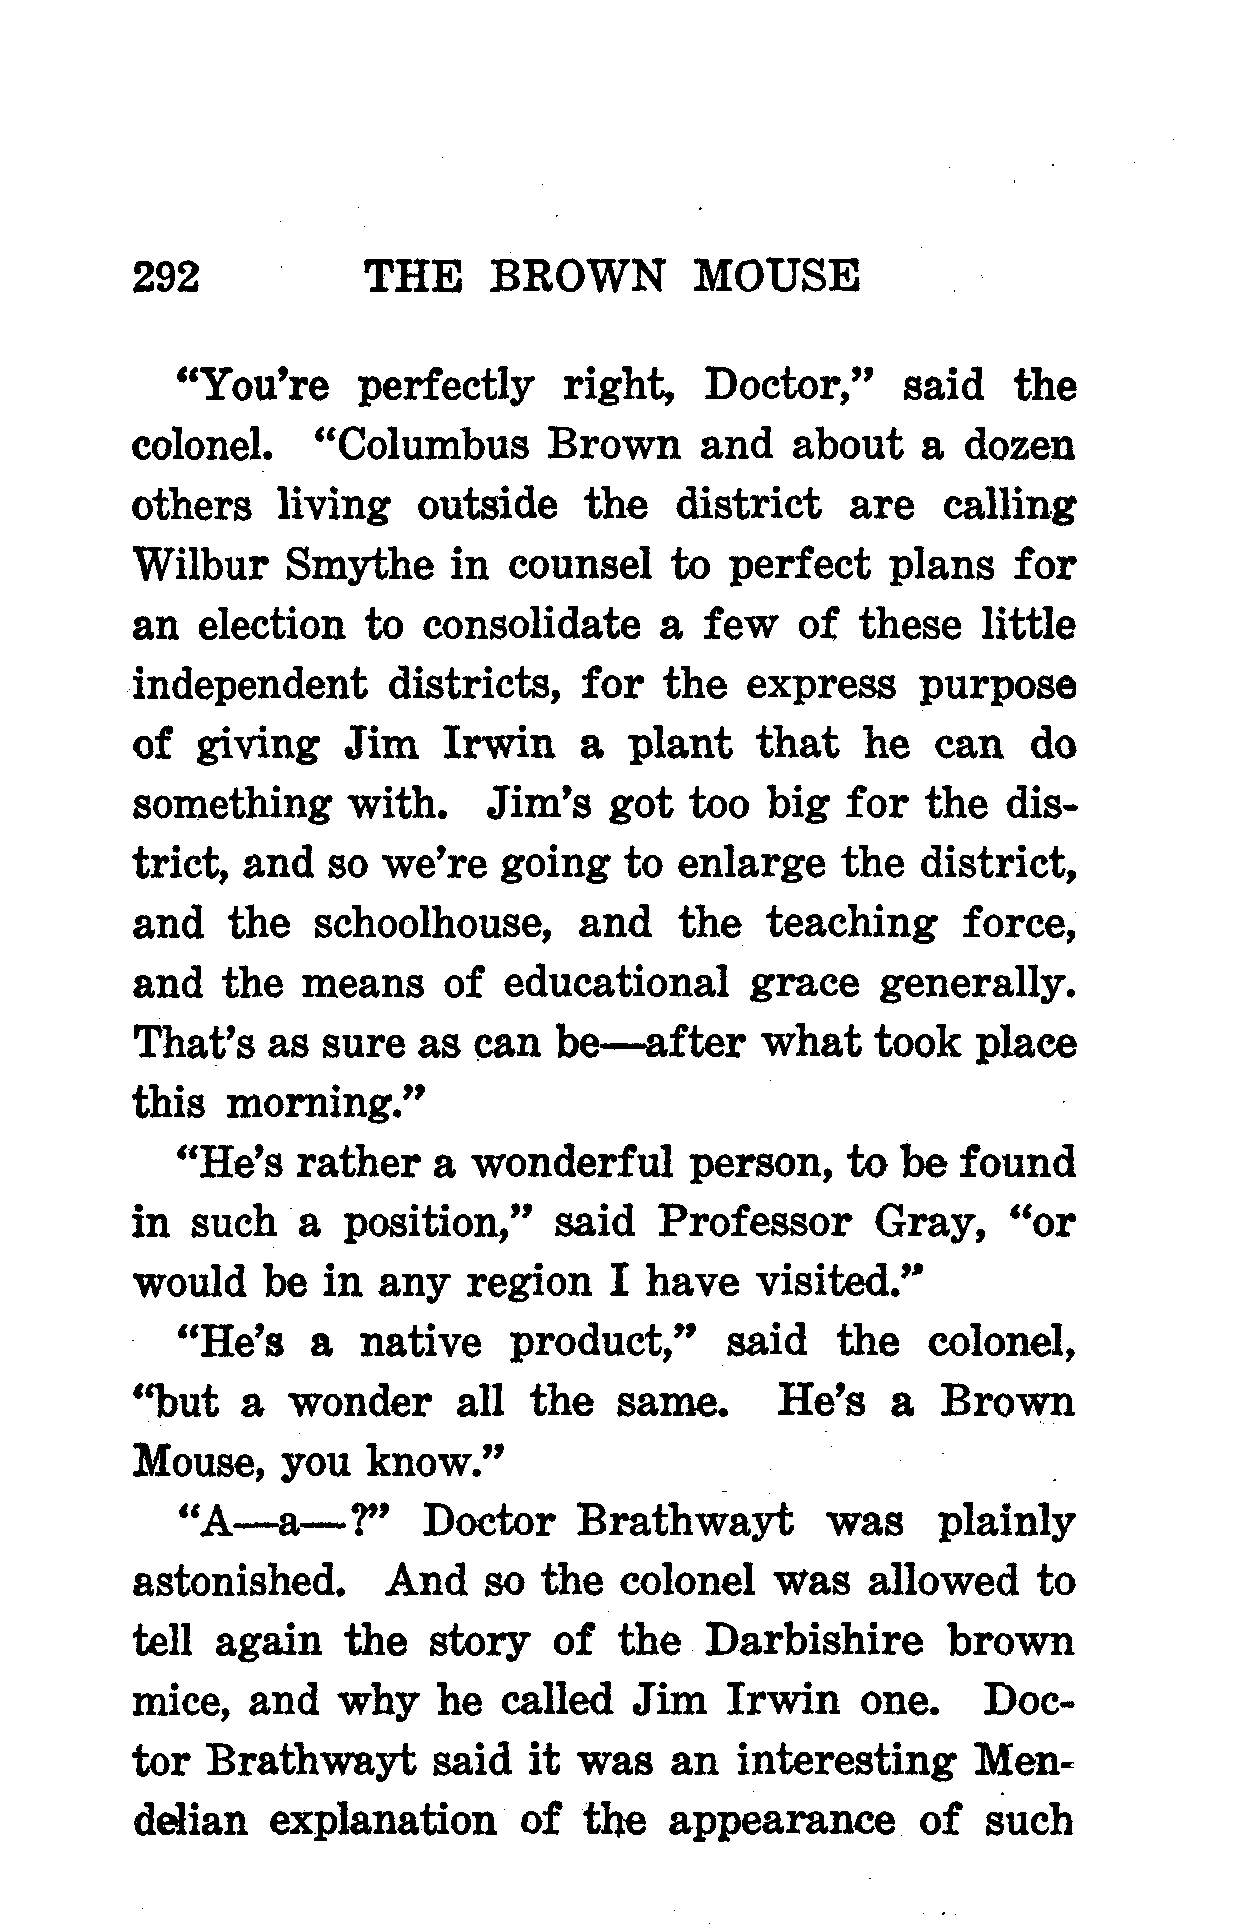 292 THE BROWN MOUSE
“You're perfectly right, Doctor,” said the
colonel. “Columbus Brown and about a dozen
others living outside the district are calling
Wilbur Smythe in counsel to perfect plans for
an election to consolidate a few of these little
independent districts, for the express purpose
of giving Jim Irwin a plant that he can do
something with. Jim's got too big for the dis-
trict, and so we're going to enlarge the district,
and the schoolhouse, and the teaching force,
and the means of educational grace generally.
That's as sure as can be—after what took place
this morning.”
“He's rather a wonderful person, to be found
in such a position,” said Professor Gray, “or
would be in any region I have visited.”
“He's a native product,” said the colonel,
“but a wonder all the same. He's a Brown
Mouse, you know.”
“A—a—?” Doctor Brathwayt was plainly
astonished. And so the colonel was allowed to
tell again the story of the Darbishire brown
mice, and why he called Jim Irwin one. Doc-
tor Brathwayt said it was an interesting Men-
delian explanation of the appearance of such